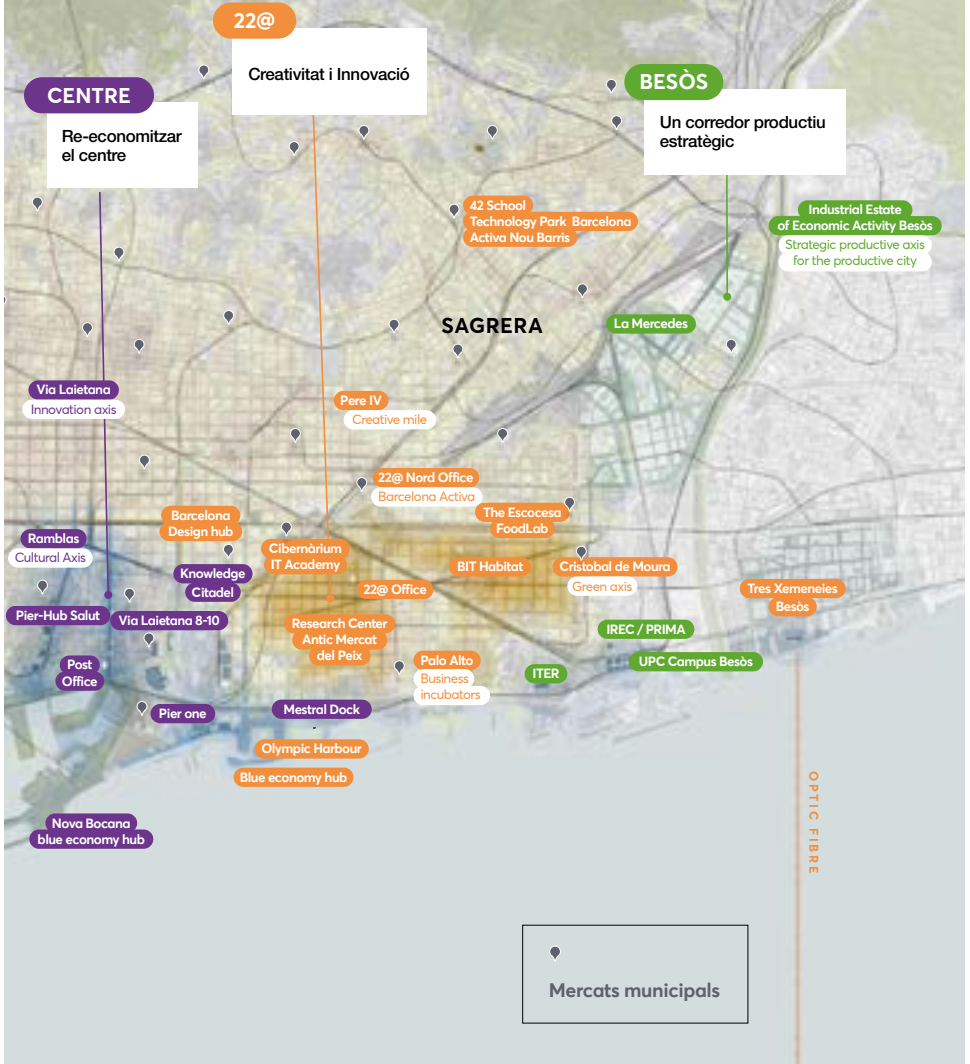 22@
Creativitat i Innovació
CENTRE
Re-economitzar
el centre
BESÒS
Un corredor productiu
estratègic
42 School
Technology Park Barcelona
Activa Nou Barris
Industrial Estate
of Economic Activity Besòs
Strategic productive axis
for the productive city
SAGRERA
La Mercedes
Via Laietana
Innovation axis
Pere IV
Creative mile
22@ Nord Office
Barcelona Activa
The Escocesa
FoodLab
Barcelona
Design hub
Ramblas
Cultural Axis
Cibernàrium
IT Academy
Knowledge
Citadel
BIT Habitat
Cristobal de Moura
Green axis
22@ Office
Tres Xemeneies
Besòs
Pier-Hub Salut
Via Laietana 8-10
Research Center
Antic Mercat
del Peix
IREC / PRIMA
Post
Office
Palo Alto
Business
incubators
ITER
UPC Campus Besòs
Pier one
Mestral Dock
Olympic Harbour
Blue economy hub
OPTIC FIBRE
Nova Bocana
blue economy hub
Mercats municipals